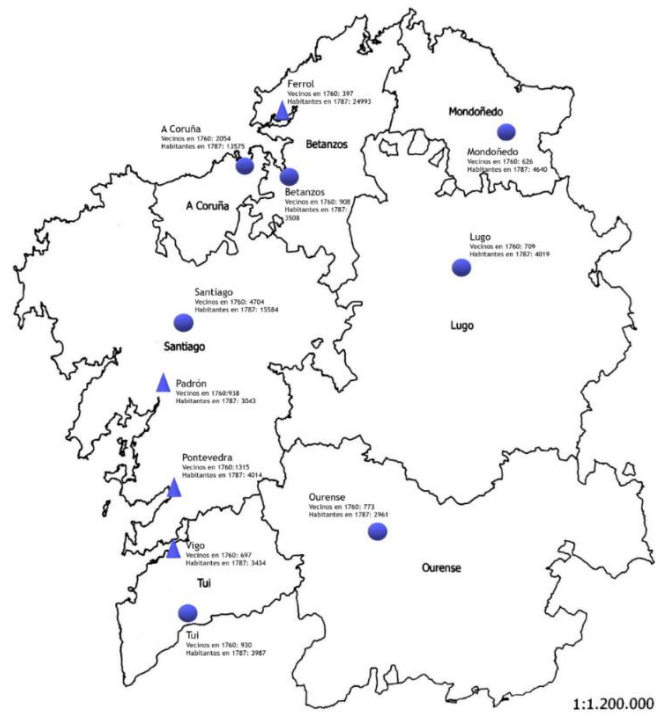 Ferrol
Vecinos en 1760: 397
Habitantes en 1787: 24993
Mondoñedo
A Coruña
Vecinos en 1760: 2054
Habitantes en 1787: 13575
Betanzos
Mondoñedo
Vecinos en 1760: 626
Habitantes en 1787: 4640
Betanzos
Vecinos en 1760: 908
Habitantes en 1787:
3508
A Coruña
Lugo
Vecinos en 1760: 709
Habitantes en 1787: 4019
Santiago
Vecinos en 1760: 4704
Habitantes en 1787: 15584
Lugo
Santiago
Padrón
Vecinos en 1760:938
Habitantes en 1787: 3043
Pontevedra
Vecinos en 1760:1315
Habitantes en 1787: 4014
Ourense
Vecinos en 1760: 773
Habitantes en 1787: 2961
Vigo
Vecinos en 1760: 697
Habitantes en 1787: 3434
Ourense
Tui
Tui
Vecinos en 1760: 930
Habitantes en 1787: 3987
1:1.200.000